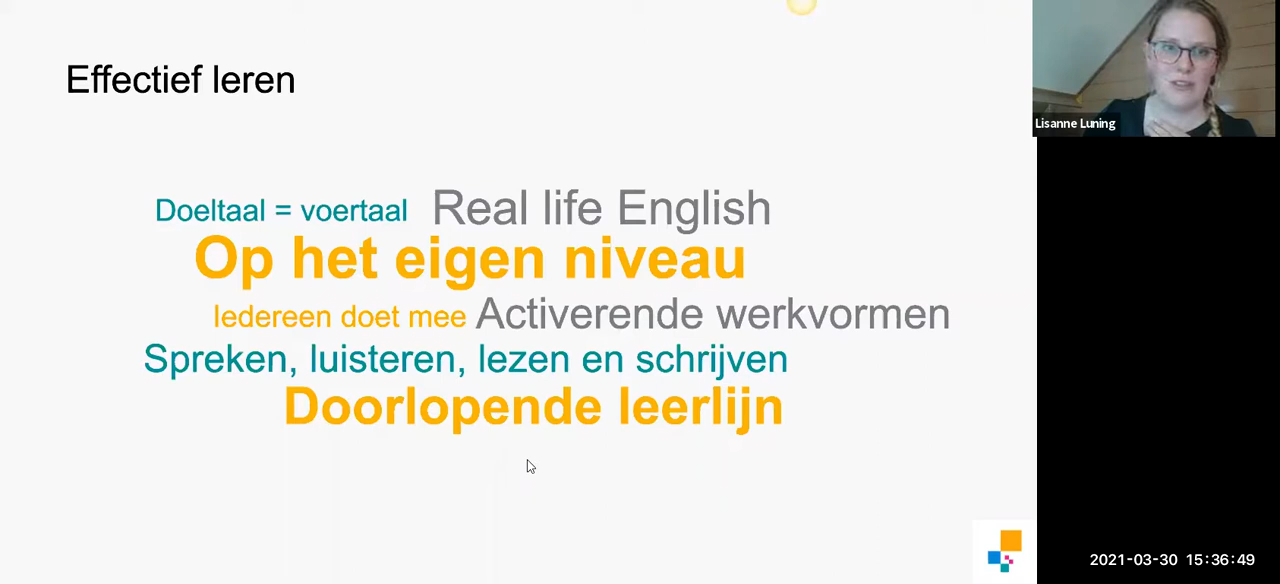 Effectief leren
Lisanne Luning
Doeltaal = voertaal Real life English
Op het eigen niveau
Iedereen doet mee Activerende werkvormen
Spreken, luisteren, lezen en schrijven
Doorlopende leerlijn
2021-03-30 15:36:49